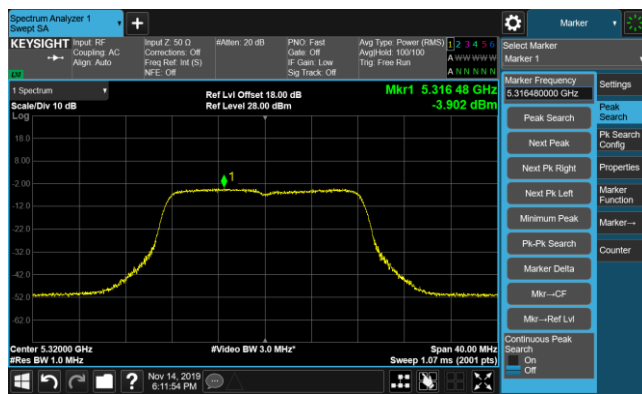 Spectrum Analyzer 1
Swept SA
Marker
KEYSIGHT
Input: RF
Coupling: AC
Align: Auto
Input Z: 50 Ω
Corrections: Off
Freq Ref: Int (S)
NFE: Off
#Atten: 20 dB
PNO: Fast
Gate: Off
IF Gain: Low
Sig Track: Off
Avg Type: Power (RMS)
Avg|Hold: 100/100
Trig: Free Run
1 2 3 4 5 6
A W W W W W
A N N N N N
Select Marker
Marker 1
1 Spectrum
Scale/Div 10 dB
Log
Ref Lvl Offset 18.00 dB
Ref Level 28.00 dBm
Mkr1 5.316 48 GHz
-3.902 dBm
18.0
8.00
-2.00
-12.0
-22.0
-32.0
-42.0
-52.0
-62.0
1
Center 5.32000 GHz
#Res BW 1.0 MHz
#Video BW 3.0 MHz*
Span 40.00 MHz
Sweep 1.07 ms (2001 pts)
Marker Frequency
5.316480000 GHz
Peak Search
Next Peak
Next Pk Right
Next Pk Left
Minimum Peak
Pk-Pk Search
Marker Delta
Mkr→CF
Mkr→Ref Lvl
Continuous Peak
Search
On
Off
Settings
Peak
Search
Pk Search
Config
Properties
Marker
Function
Marker→
Counter
Nov 14, 2019
6:11:54 PM